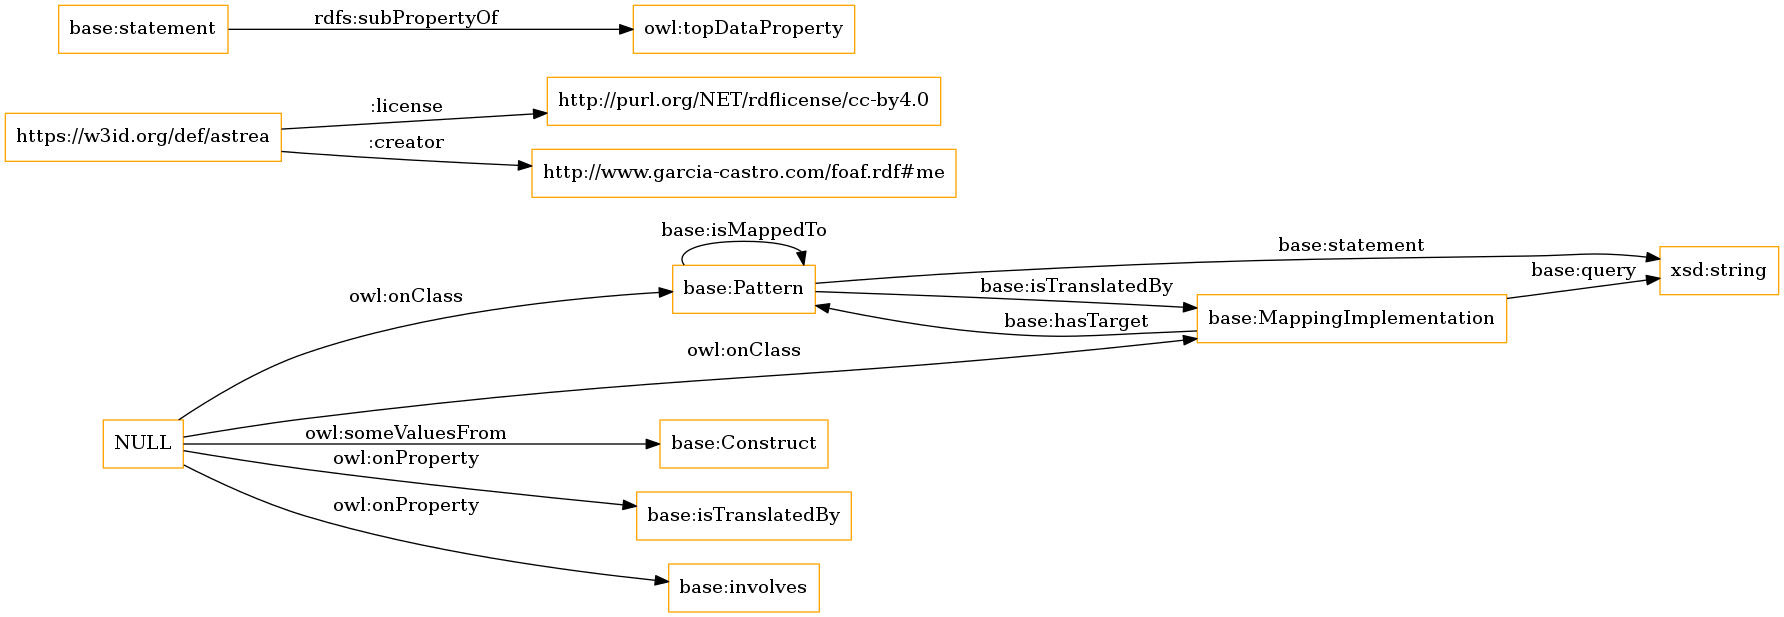 base:statement
rdfs:subPropertyOf
owl:topDataProperty
https://w3id.org/def/astrea
:license
http://purl.org/NET/rdflicense/cc-by4.0
:creator
http://www.garcia-castro.com/foaf.rdf#me
base:isMappedTo
base:Pattern
base:statement
xsd:string
base:query
base:isTranslatedBy
base:MappingImplementation
base:hasTarget
owl:onClass
owl:onClass
NULL
owl:someValuesFrom
base:Construct
owl:onProperty
base:isTranslatedBy
owl:onProperty
base:involves